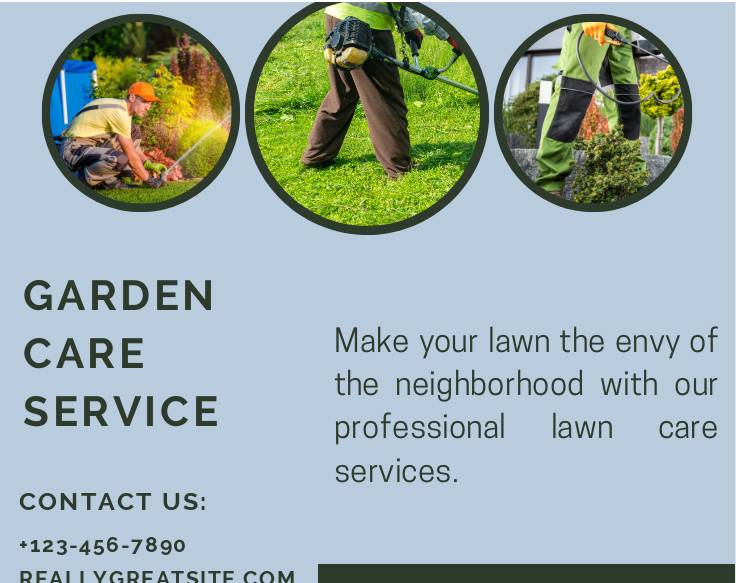 GARDEN
CARE
SERVICE
Make your lawn the envy of
the neighborhood with our
professional lawn care
services.
CONTACT US:
+123-456-7890
REALLYGREATSITE.COM